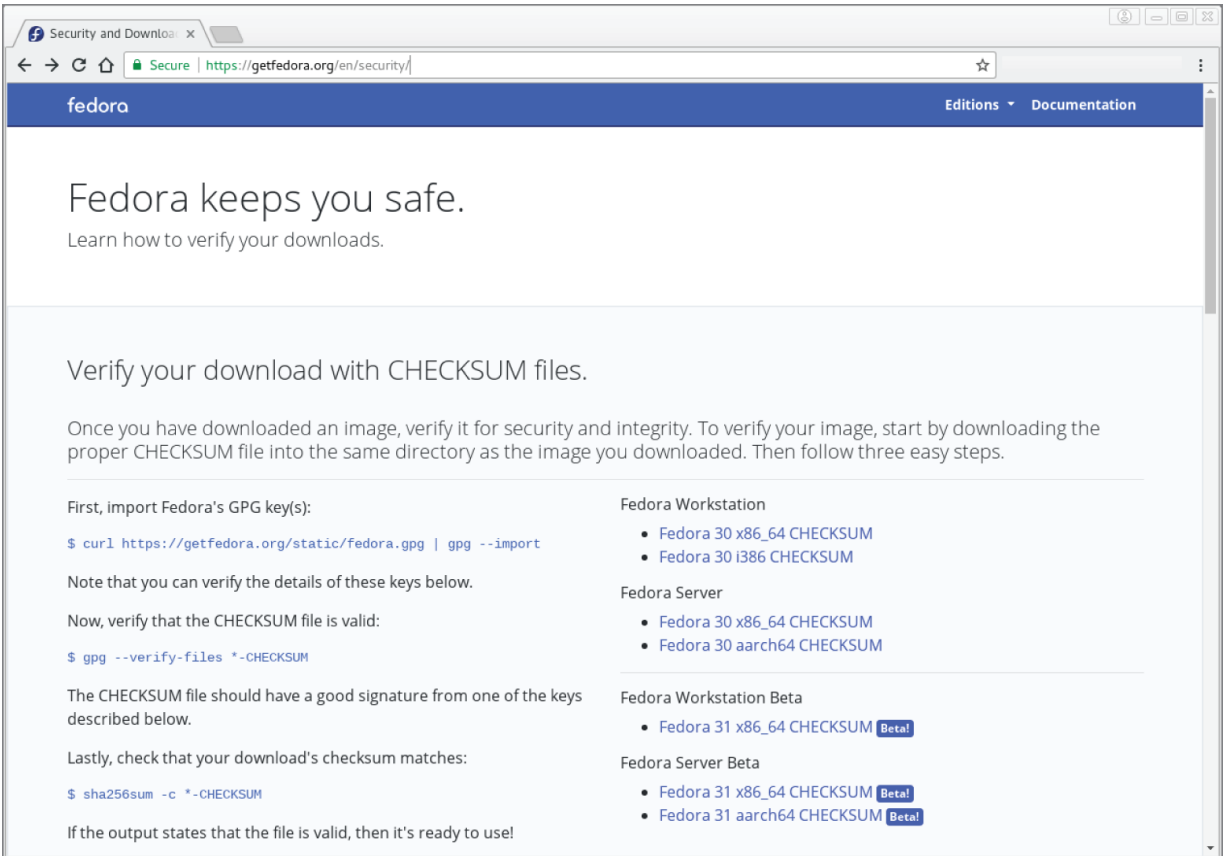 Security and Downloa
Secure | https://getfedora.org/en/security/
fedora
Editions
Documentation
Fedora keeps you safe.
Learn how to verify your downloads.
Verify your download with CHECKSUM files.
Once you have downloaded an image, verify it for security and integrity. To verify your image, start by downloading the
proper CHECKSUM file into the same directory as the image you downloaded. Then follow three easy steps.
First, import Fedora's GPG key(s):
$ curl https://getfedora.org/static/fedora.gpg | gpg --import
Note that you can verify the details of these keys below.
Now, verify that the CHECKSUM file is valid:
$ gpg --verify-files *-CHECKSUM
The CHECKSUM file should have a good signature from one of the keys
described below.
Lastly, check that your download's checksum matches:
$ sha256sum -c *-CHECKSUM
If the output states that the file is valid, then it's ready to use!
Fedora Workstation
• Fedora 30 x86_64 CHECKSUM
• Fedora 30 i386 CHECKSUM
Fedora Server
• Fedora 30 x86_64 CHECKSUM
• Fedora 30 aarch64 CHECKSUM
Fedora Workstation Beta
• Fedora 31 x86_64 CHECKSUM Beta!
Fedora Server Beta
• Fedora 31 x86_64 CHECKSUM Beta!
• Fedora 31 aarch64 CHECKSUM Beta!